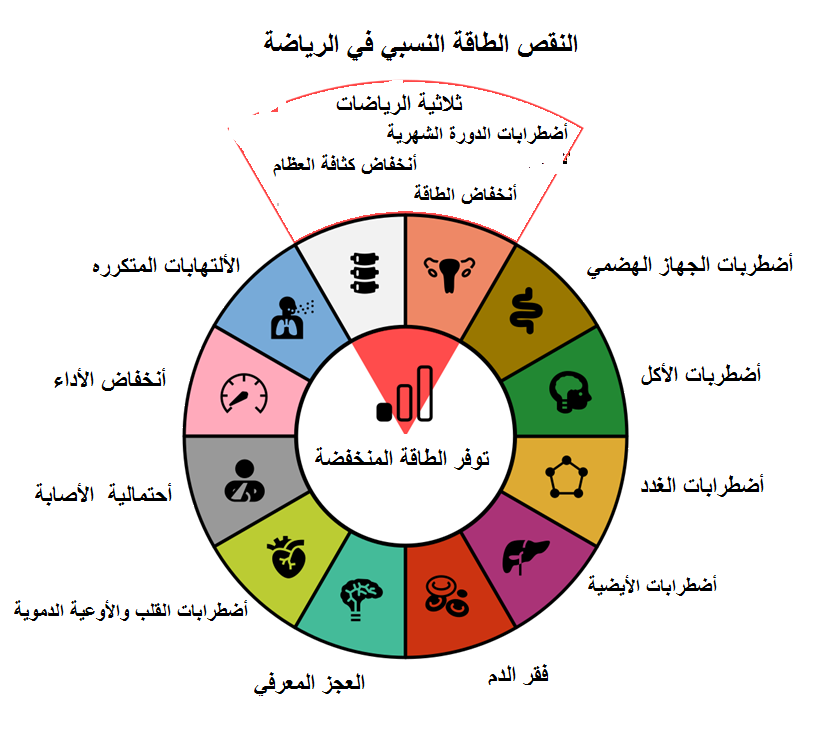 النقص الطاقة النسبي في الرياضة
ثلاثية الرياضات
أضطرابات الدورة الشهرية
أنخفاض كثافة العظام
أنخفاض الطاقة
أضطربات الجهاز الهضمي
الألتهابات المتكرره
أضطربات الأكل
أنخفاض الأداء
توفر الطاقة المنخفضة
أضطرابات الغدد
أحتمالية الأصابة
أضطرابات الأيضية
أضطرابات القلب والأوعية الدموية
فقر الدم
العجز المعرفي